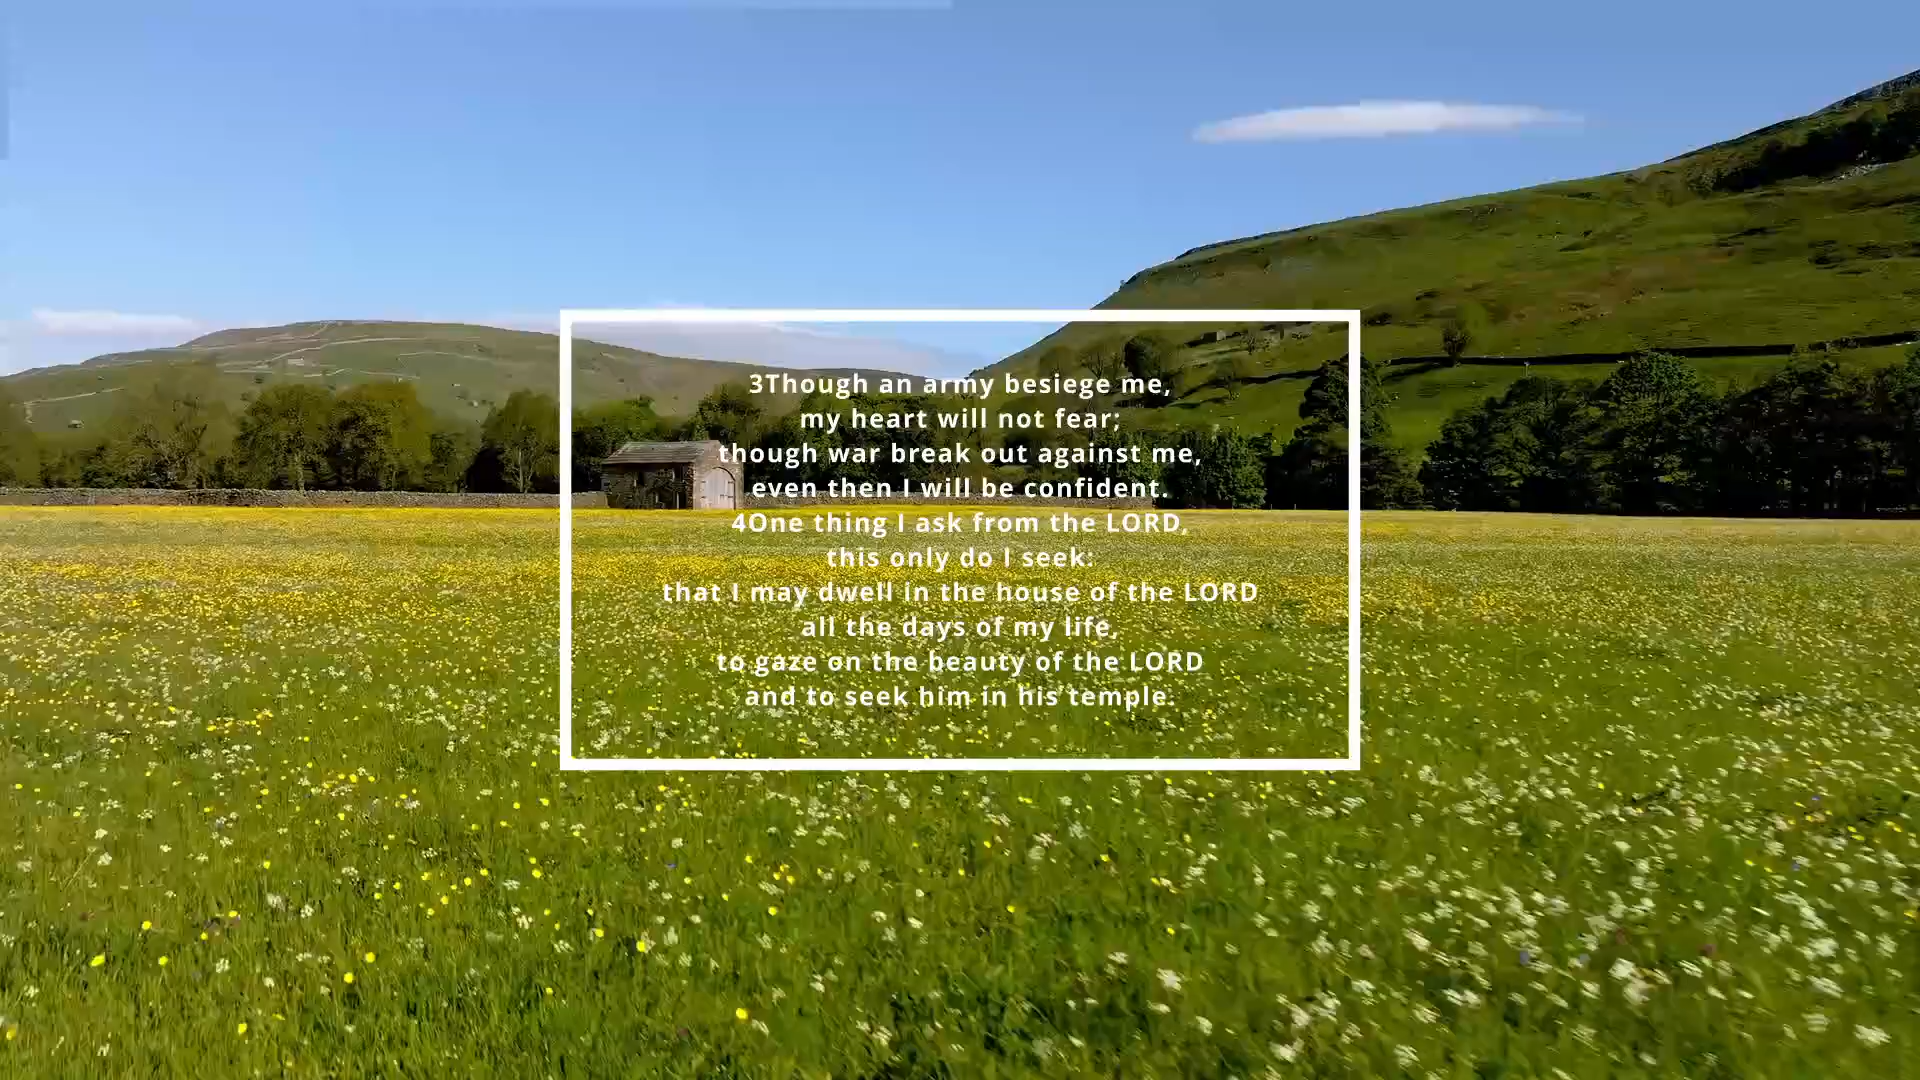 3Though an army besiege me,
my heart will not fear;
though war break out against me,
even then I will be confident.
4One thing I ask from the LORD,
this only do I seek:
that I may dwell in the house of the LORD
all the days of my life,
to gaze on the beauty of the LORD
and to seek him in his temple.